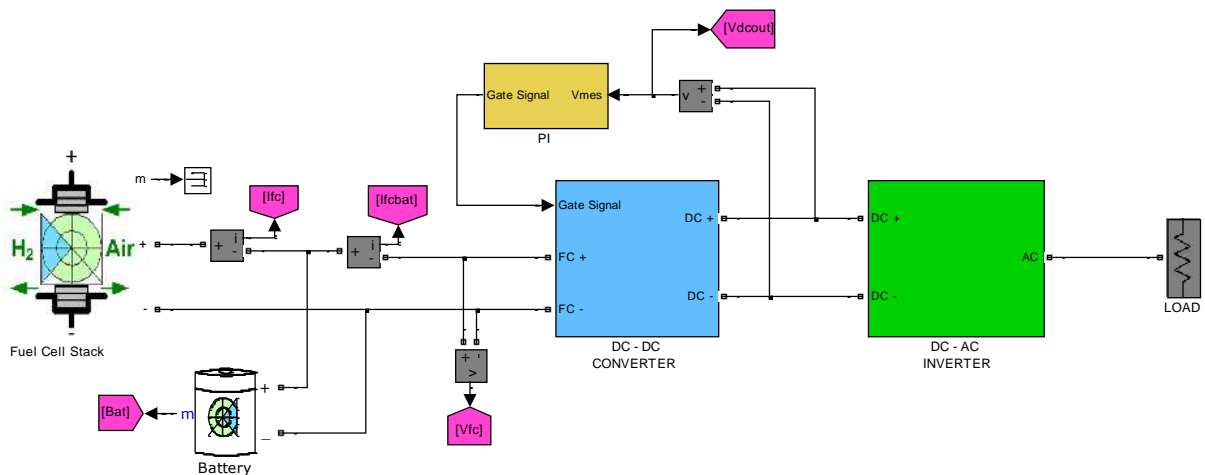 [Vdcout]
Gate Signal
Vmes
v
+
-
PI
+
m
[Ifc]
[Ifcbat]
Gate Signal
DC +
DC +
H2
Air
+
+
i
-
+
i
-
FC +
AC
-
FC -
DC -
DC -
-
LOAD
Fuel Cell Stack
DC - DC
CONVERTER
DC - AC
INVERTER
+
-
v
[Bat]
m
+
_
[Vfc]
Battery